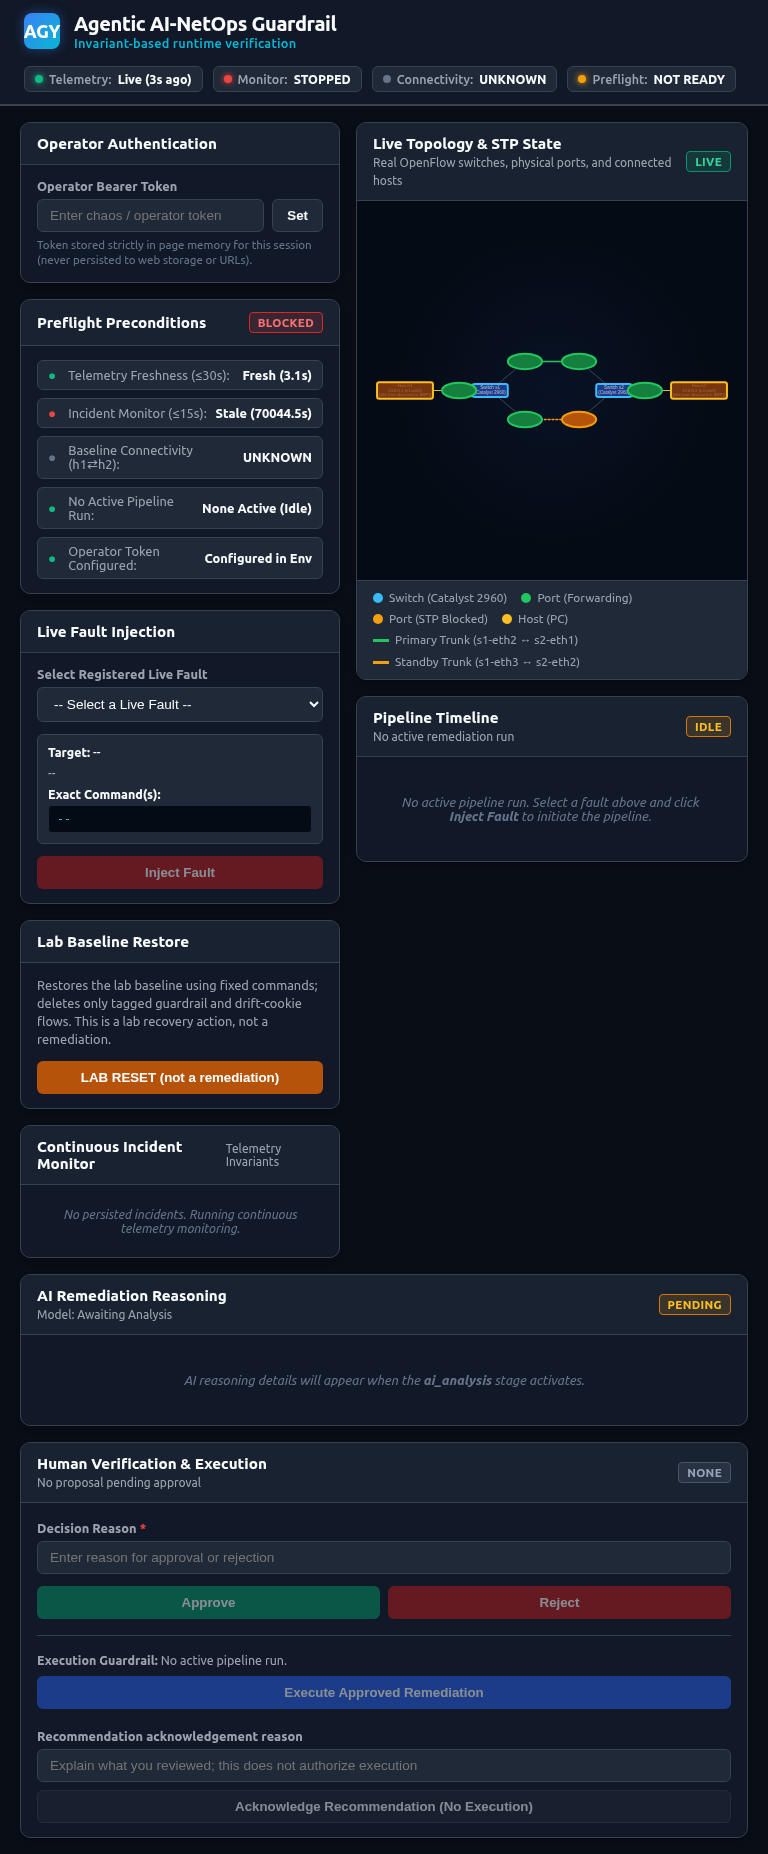 AGY
Agentic AI-NetOps Guardrail
Invariant-based runtime verification
Telemetry: Live (3s ago)
Monitor: STOPPED
Connectivity: UNKNOWN
Preflight: NOT READY
Operator Authentication
Operator Bearer Token
Enter chaos / operator token
Set
Token stored strictly in page memory for this session
(never persisted to web storage or URLs).
Preflight Preconditions
BLOCKED
Telemetry Freshness (≤30s): Fresh (3.1s)
Incident Monitor (≤15s): Stale (70044.5s)
Baseline Connectivity
(h1⇄h2):
UNKNOWN
No Active Pipeline
Run:
None Active (Idle)
Operator Token
Configured:
Configured in Env
Live Fault Injection
Select Registered Live Fault
-- Select a Live Fault --
Target: --
--
Exact Command(s):
--
Inject Fault
Lab Baseline Restore
Restores the lab baseline using fixed commands;
deletes only tagged guardrail and drift-cookie
flows. This is a lab recovery action, not a
remediation.
LAB RESET (not a remediation)
Continuous Incident
Monitor
Telemetry
Invariants
No persisted incidents. Running continuous
telemetry monitoring.
Live Topology & STP State
Real OpenFlow switches, physical ports, and connected
hosts
LIVE
Switch s1
(Catalyst 2960)
Switch s2
(Catalyst 2960)
Switch (Catalyst 2960)
Port (Forwarding)
Port (STP Blocked)
Host (PC)
Primary Trunk (s1-eth2 ↔ s2-eth1)
Standby Trunk (s1-eth3 ↔ s2-eth2)
Pipeline Timeline
No active remediation run
IDLE
No active pipeline run. Select a fault above and click
Inject Fault to initiate the pipeline.
AI Remediation Reasoning
Model: Awaiting Analysis
PENDING
AI reasoning details will appear when the ai_analysis stage activates.
Human Verification & Execution
No proposal pending approval
NONE
Decision Reason *
Enter reason for approval or rejection
Approve
Reject
Execution Guardrail: No active pipeline run.
Execute Approved Remediation
Recommendation acknowledgement reason
Explain what you reviewed; this does not authorize execution
Acknowledge Recommendation (No Execution)